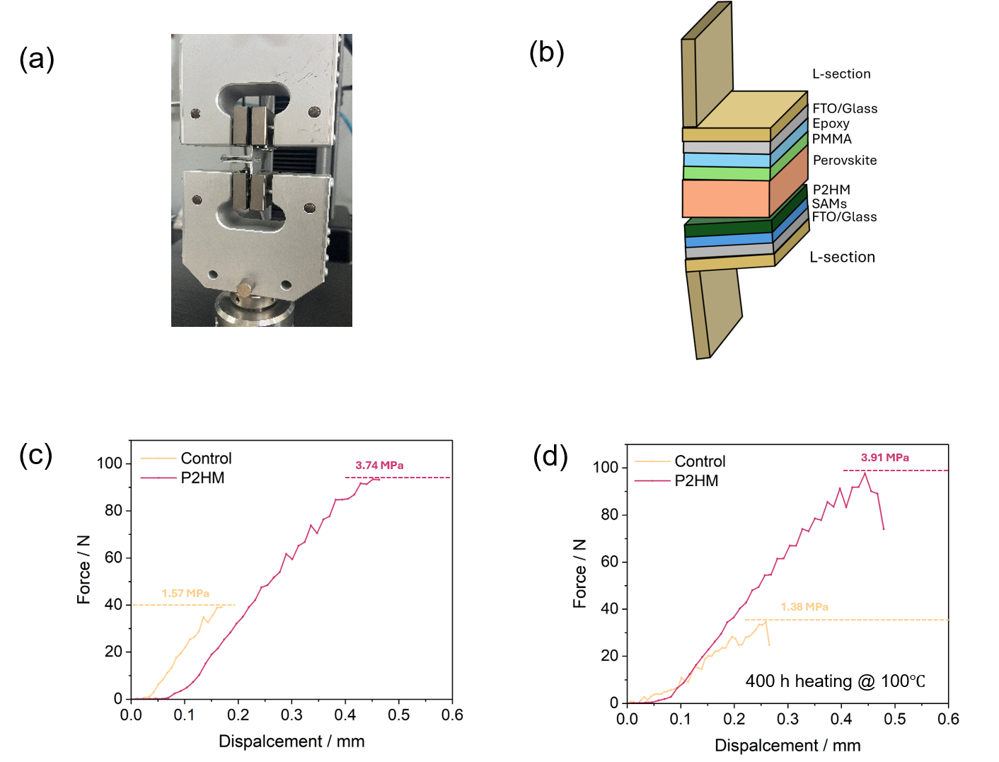 (a)
(b)
L-section
FTO/Glass
Epoxy
PMMA
Perovskite
P2HM
SAMs
FTO/Glass
L-section
(c)
Control
P2HM
3.74 MPa
1.57 MPa
100
80
60
40
20
0
0.0 0.1 0.2 0.3 0.4 0.5 0.6
Force / N
Dispalcement / mm
(d)
Control
P2HM
3.91 MPa
1.38 MPa
400 h heating @ 100℃
100
80
60
40
20
0
0.0 0.1 0.2 0.3 0.4 0.5 0.6
Force / N
Dispalcement / mm